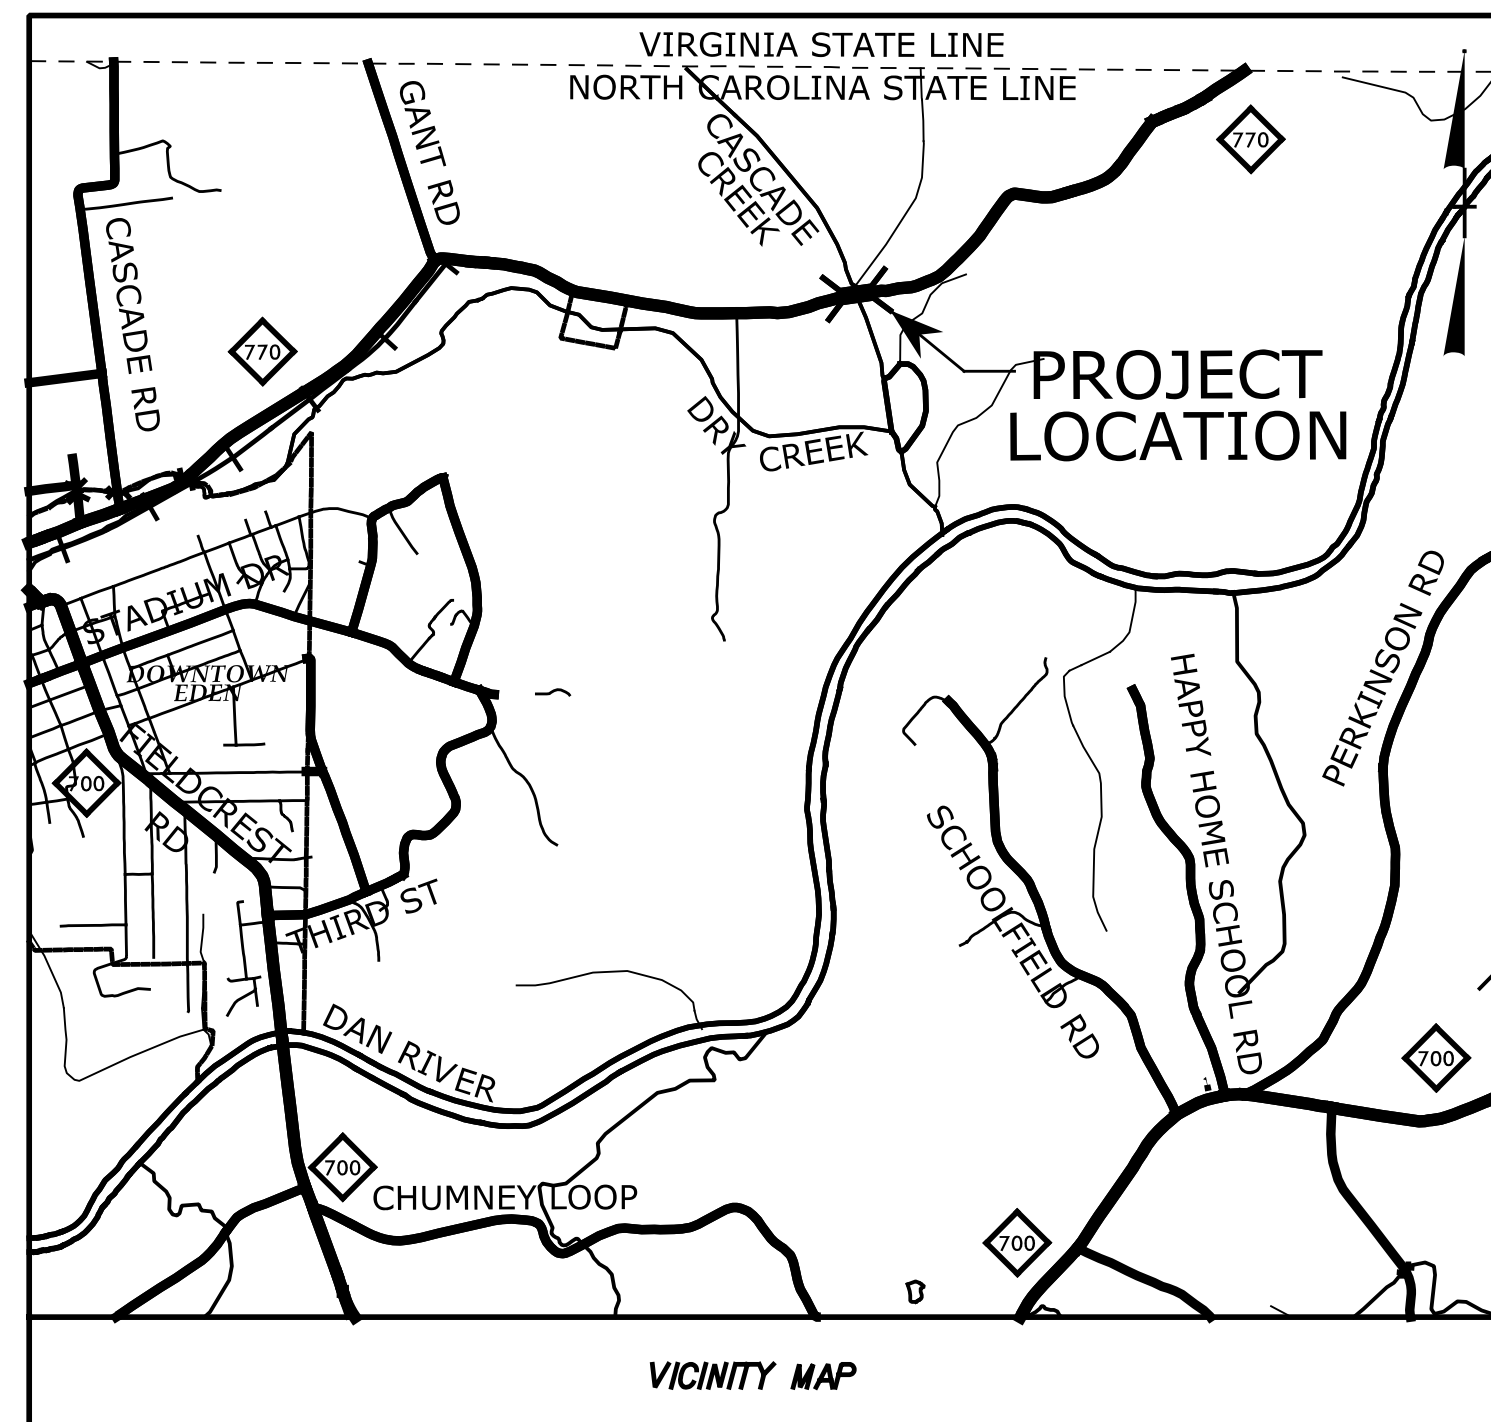 VIRGINIA STATE LINE
NORTH CAROLINA STATE LINE
GANT RD
CASCADE
CREEK
770
CASCADE RD
770
PROJECT
LOCATION
DRY CREEK
STADIUM DR
DOWNTOWN
EDEN
PERKINSON RD
HAPPY HOME SCHOOL RD
700
FIELDCREST
RD
SCHOOLFIELD RD
THIRD ST
DAN RIVER
700
700
CHUMNEY LOOP
700
VICINITY MAP